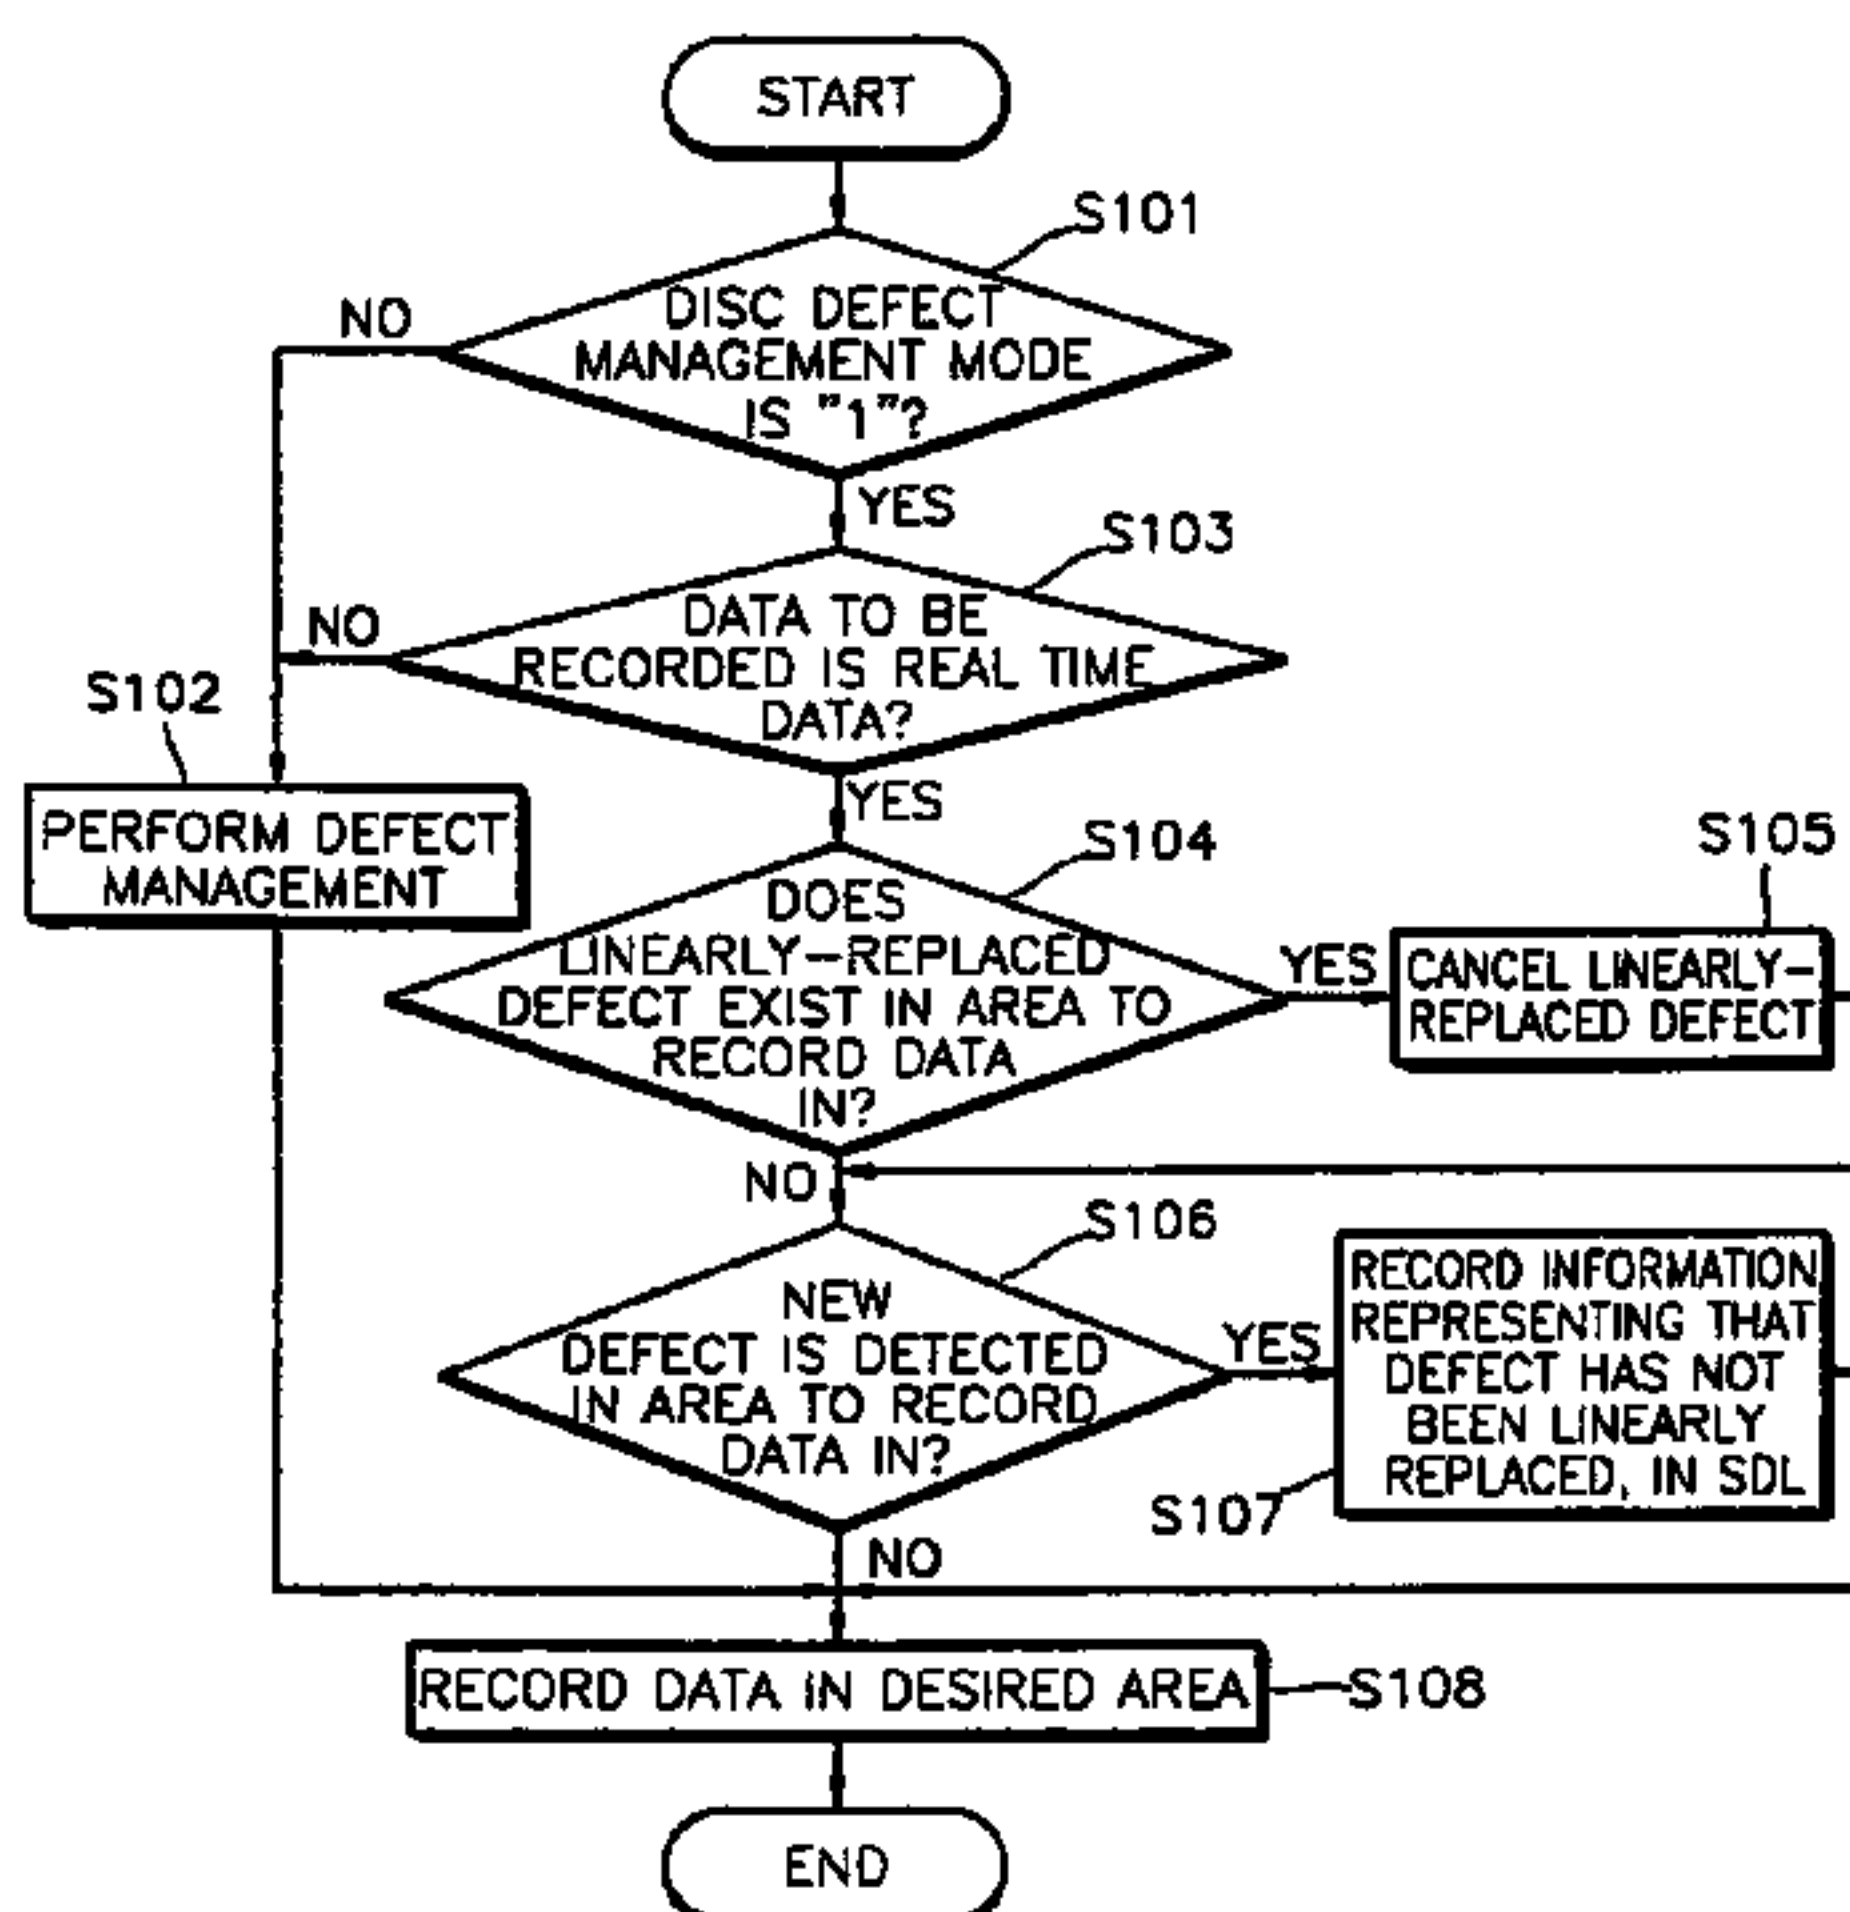 START
S101
DISC DEFECT
MANAGEMENT MODE
IS "1"?
NO
YES
S103
DATA TO BE
RECORDED IS REAL TIME
DATA?
NO
S102
PERFORM DEFECT
MANAGEMENT
YES
S104
DOES
LINEARLY-REPLACED
DEFECT EXIST IN AREA TO
RECORD DATA
IN?
YES
S105
CANCEL LINEARLY-
REPLACED DEFECT
NO
S106
NEW
DEFECT IS DETECTED
IN AREA TO RECORD
DATA IN?
YES
RECORD INFORMATION
REPRESENTING THAT
DEFECT HAS NOT
BEEN LINEARLY
REPLACED, IN SDL
S107
NO
RECORD DATA IN DESIRED AREA
S108
END